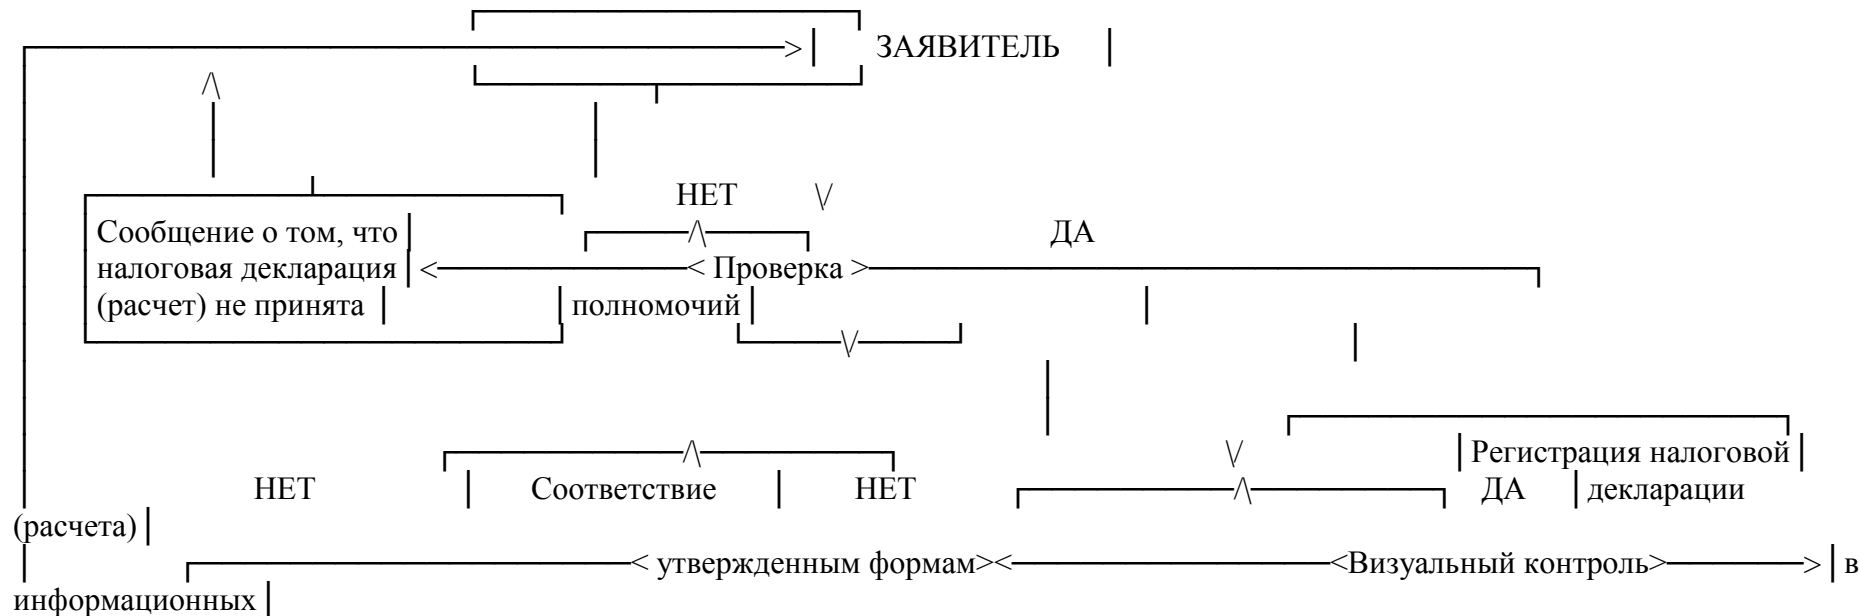 ЗАЯВИТЕЛЬ
НЕТ
Сообщение о том, что ДА
налоговая декларация < < Проверка >
(расчет) не принята полномочий
Регистрация налоговой
НЕТ Соответствие НЕТ ДА декларации
(расчета)
< утвержденным формам>< <Визуальный контроль> > в
информационных